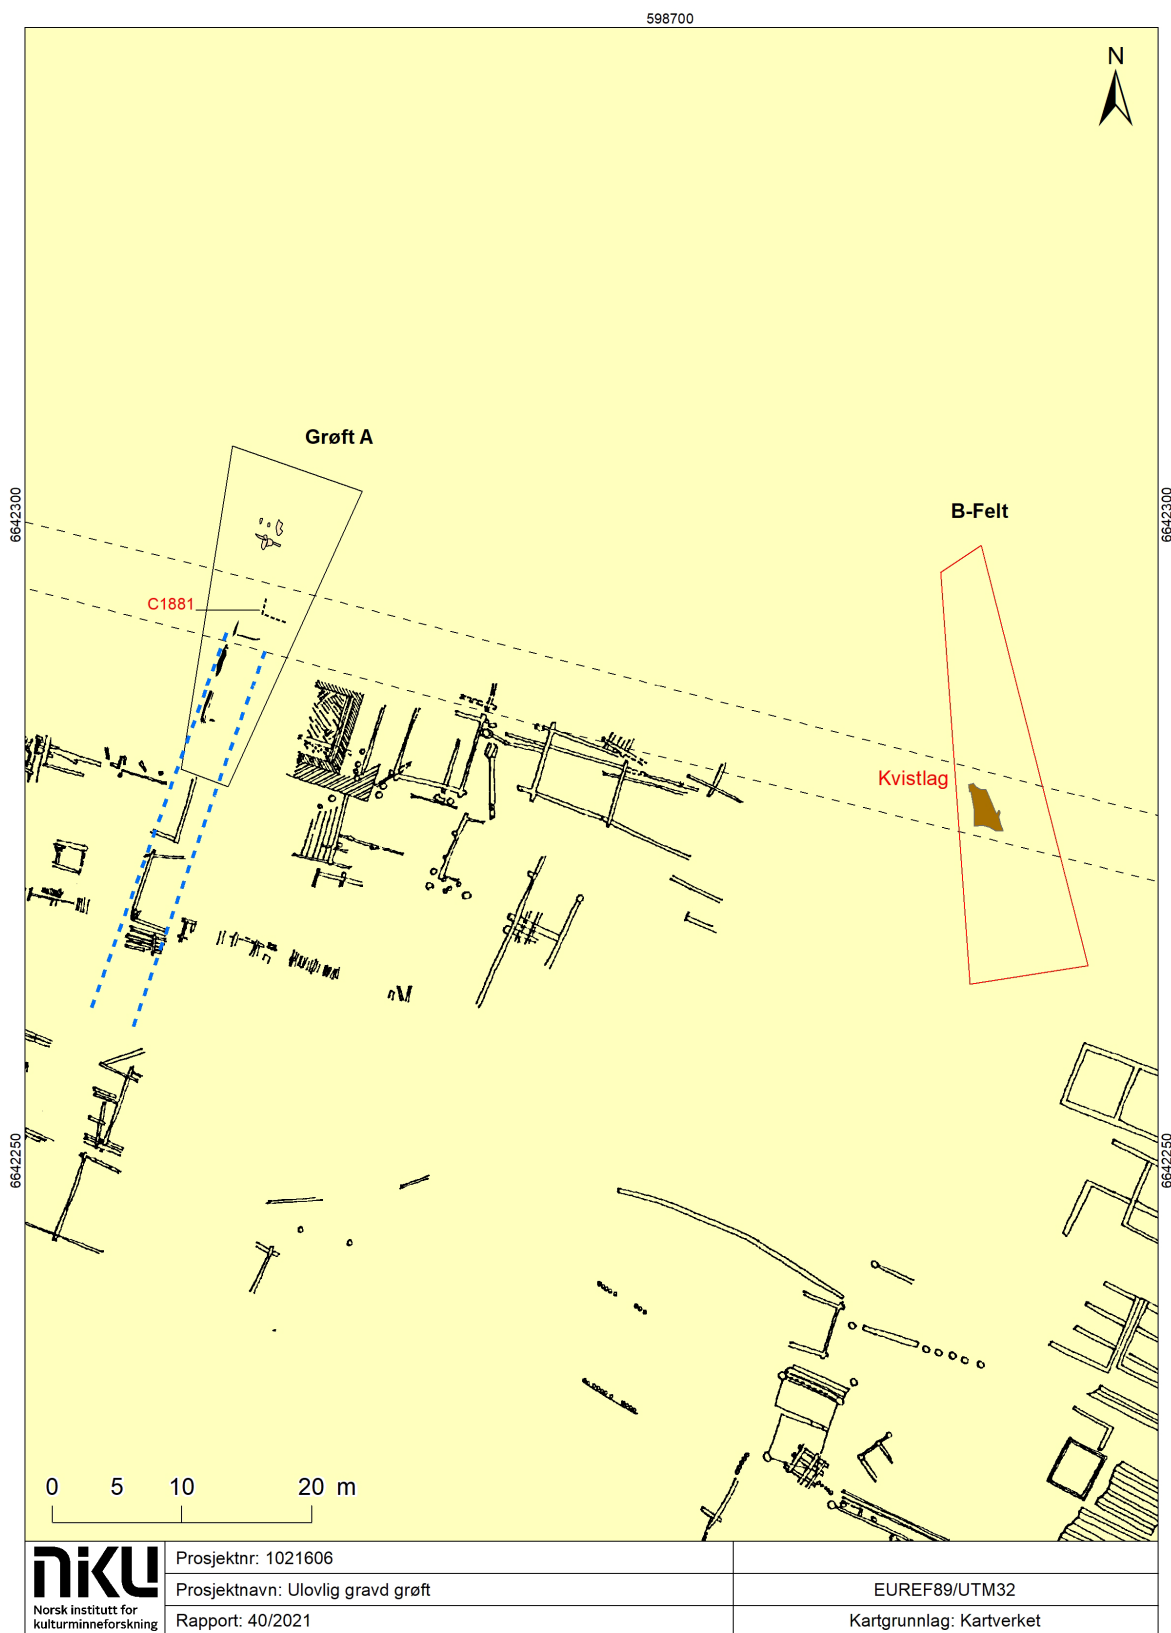 598700
N
Grøft A
6642300
6642300
B-Felt
C1881
Kvistlag
6642250
6642250
0 5 10 20 m
NIKU
Norsk institutt for
kulturminneforskning
Prosjektnr: 1021606
Prosjektnavn: Ulovlig gravd grøft
EUREF89/UTM32
Rapport: 40/2021
Kartgrunnlag: Kartverket